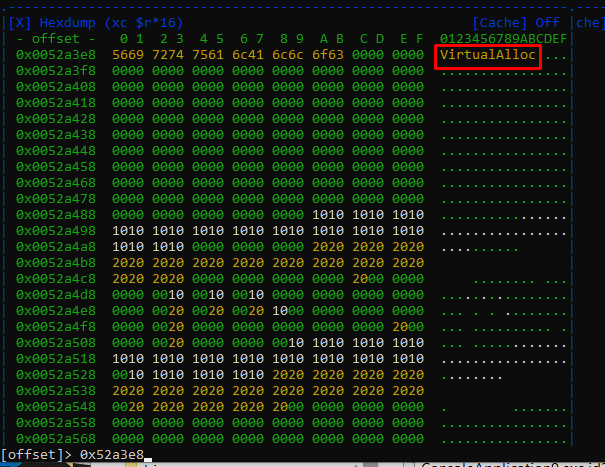 [X] Hexdump (xc $r*16) [Cache] Off che]
- offset - 0 1 2 3 4 5 6 7 8 9 A B C D E F 0123456789ABCDEF
0x0052a3e8 5669 7274 7561 6c41 6c6c 6f63 0000 0000 VirtualAlloc....
0x0052a3f8 0000 0000 0000 0000 0000 0000 0000 0000 ................
0x0052a408 0000 0000 0000 0000 0000 0000 0000 0000 ................
0x0052a418 0000 0000 0000 0000 0000 0000 0000 0000 ................
0x0052a428 0000 0000 0000 0000 0000 0000 0000 0000 ................
0x0052a438 0000 0000 0000 0000 0000 0000 0000 0000 ................
0x0052a448 0000 0000 0000 0000 0000 0000 0000 0000 ................
0x0052a458 0000 0000 0000 0000 0000 0000 0000 0000 ................
0x0052a468 0000 0000 0000 0000 0000 0000 0000 0000 ................
0x0052a478 0000 0000 0000 0000 0000 0000 0000 0000 ................
0x0052a488 0000 0000 0000 0000 0000 1010 1010 1010 ................
0x0052a498 1010 1010 1010 1010 1010 1010 1010 1010 ................
0x0052a4a8 1010 1010 0000 0000 0000 2020 2020 2020 ..........
0x0052a4b8 2020 2020 2020 2020 2020 2020 2020 2020
0x0052a4c8 2020 2020 0000 0000 0000 0000 2000 0000 ........ ...
0x0052a4d8 0000 0010 0010 0010 0000 0000 0000 0000 ................
0x0052a4e8 0000 0020 0020 0020 1000 0000 0000 0000 ... . . ........
0x0052a4f8 0000 0020 0000 0000 0000 0000 0000 2000 ... .......... .
0x0052a508 0000 0020 0000 0010 1010 1010 1010 1010 ... ............
0x0052a518 1010 1010 1010 1010 1010 1010 1010 1010 ................
0x0052a528 0010 1010 1010 1010 2020 2020 2020 2020 ........
0x0052a538 2020 2020 2020 2020 2020 2020 2020 2020
0x0052a548 0020 2020 2020 2020 2000 0000 0000 0000 . .......
0x0052a558 0000 0000 0000 0000 0000 0000 0000 0000 ................
0x0052a568 0000 0000 0000 0000 0000 0000 0000 0000 ................
[offset]> 0x52a3e8